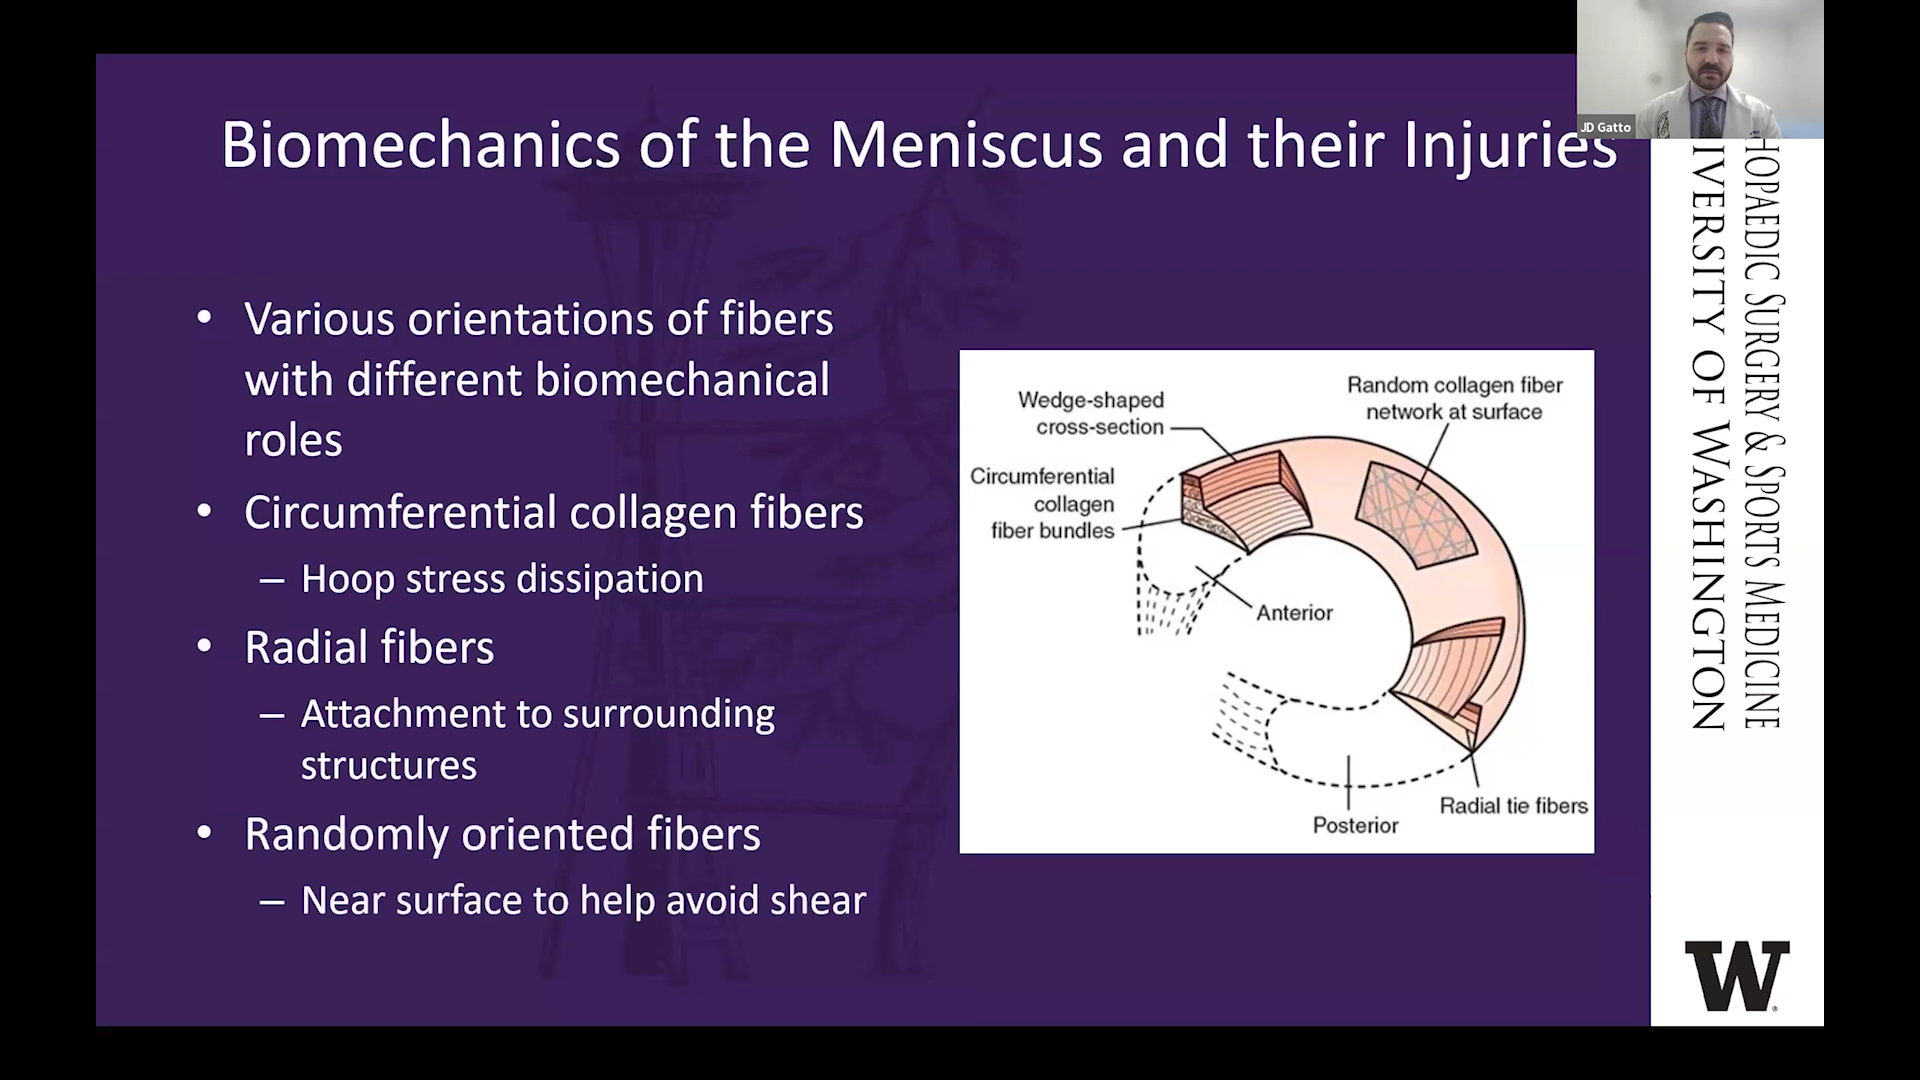 JD Gatto
Biomechanics of the Meniscus and their Injuries
• Various orientations of fibers
with different biomechanical
roles
• Circumferential collagen fibers
– Hoop stress dissipation
• Radial fibers
– Attachment to surrounding
structures
• Randomly oriented fibers
– Near surface to help avoid shear
Wedge-shaped
cross-section
Random collagen fiber
network at surface
Circumferential
collagen
fiber bundles
Anterior
Posterior
Radial tie fibers
HOPAEDIC SURGERY & SPORTS MEDICINE
IVERSITY OF WASHINGTON
W